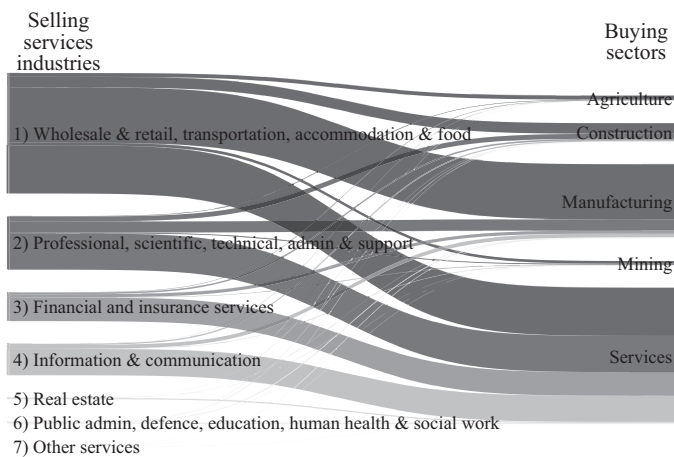 Selling
services
industries
Buying
sectors
1) Wholesale & retail, transportation, accommodation & food
2) Professional, scientific, technical, admin & support
3) Financial and insurance services
4) Information & communication
5) Real estate
6) Public admin, defence, education, human health & social work
7) Other services
Agriculture
Construction
Manufacturing
Mining
Services